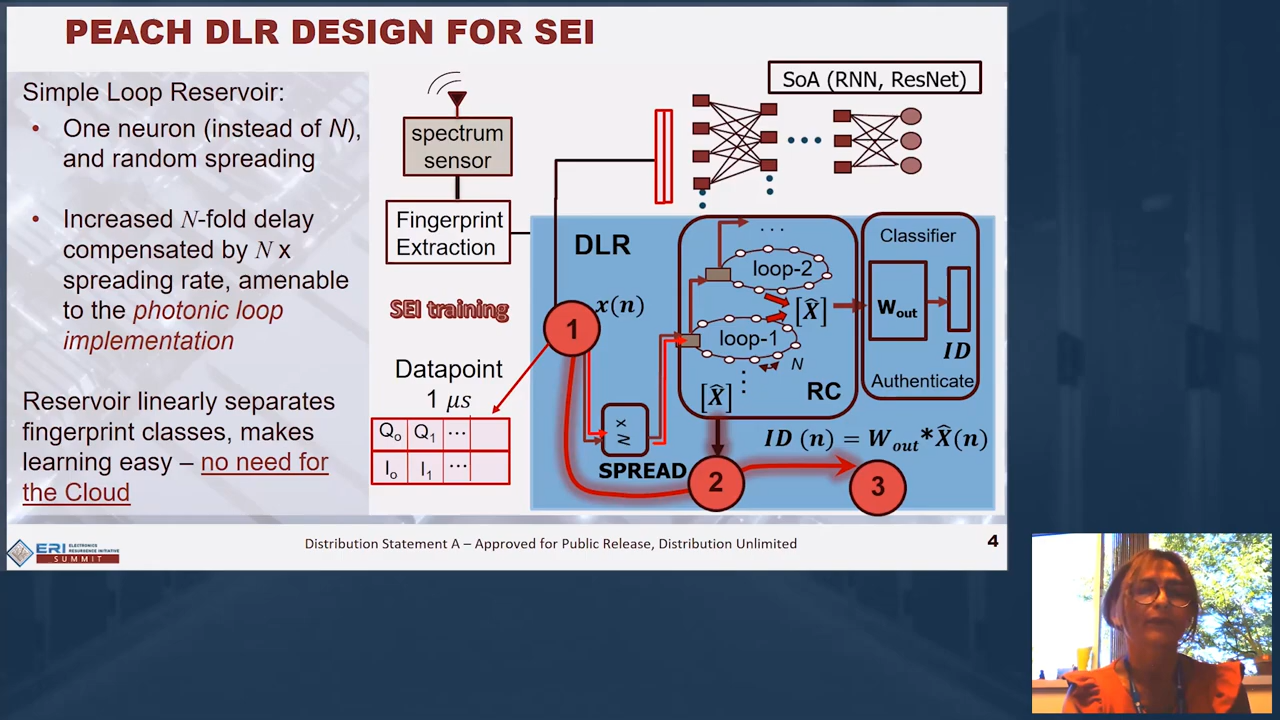 PEACH DLR DESIGN FOR SEI
Simple Loop Reservoir:
• One neuron (instead of N),
and random spreading
• Increased N-fold delay
compensated by N x
spreading rate, amenable
to the photonic loop
implementation
Reservoir linearly separates
fingerprint classes, makes
learning easy – no need for
the Cloud
spectrum
sensor
Fingerprint
Extraction
SEI training
Datapoint
1 μs
Q₀ Q₁ ...
I₀ I₁ ...
SoA (RNN, ResNet)
DLR
1
x(n)
N x
SPREAD
...
loop-2
[X̂]
loop-1
N
[X̂]
RC
Classifier
Wout
ID
Authenticate
ID (n) = Wout*X̂(n)
2
3
ERI ELECTRONICS
RESURGENCE INITIATIVE
SUMMIT
Distribution Statement A – Approved for Public Release, Distribution Unlimited
4